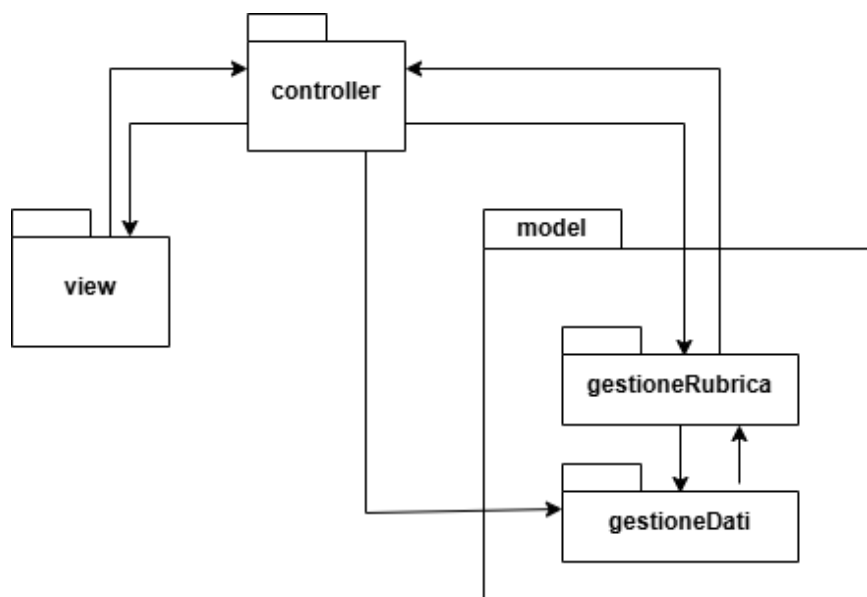 controller
model
view
gestioneRubrica
gestioneDati